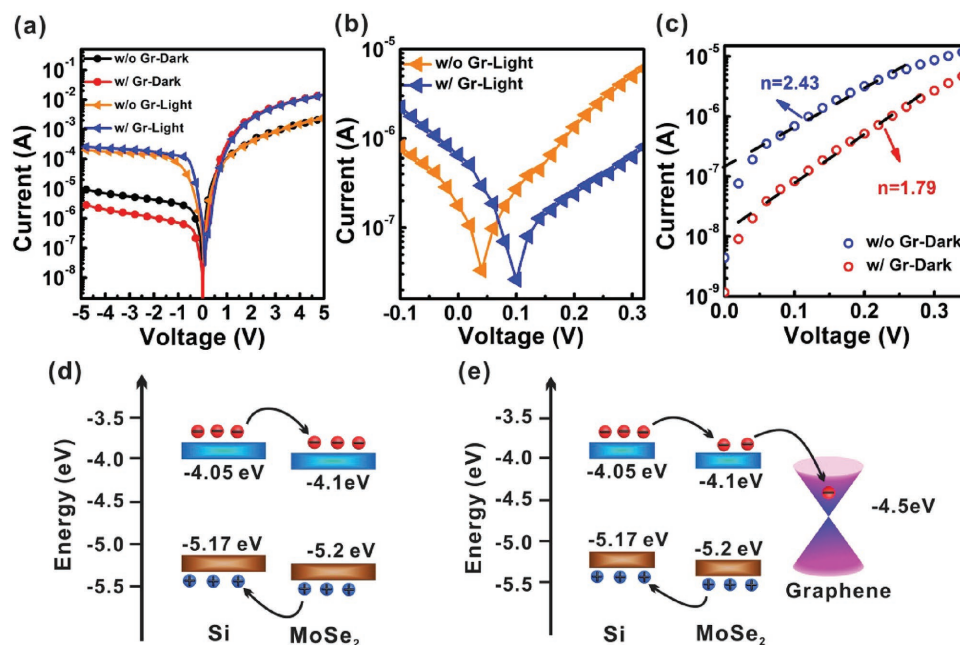 (a)
Current (A)
10⁻¹
10⁻²
10⁻³
10⁻⁴
10⁻⁵
10⁻⁶
10⁻⁷
10⁻⁸
w/o Gr-Dark
w/ Gr-Dark
w/o Gr-Light
w/ Gr-Light
-5 -4 -3 -2 -1 0 1 2 3 4 5
Voltage (V)
(b)
Current (A)
10⁻⁵
10⁻⁶
10⁻⁷
w/o Gr-Light
w/ Gr-Light
-0.1 0.0 0.1 0.2 0.3
Voltage (V)
(c)
Current (A)
10⁻⁵
10⁻⁶
10⁻⁷
10⁻⁸
10⁻⁹
n=2.43
n=1.79
w/o Gr-Dark
w/ Gr-Dark
0.0 0.1 0.2 0.3
Voltage (V)
(d)
Energy (eV)
-3.5
-4.0
-4.5
-5.0
-5.5
-4.05 eV
-4.1 eV
-5.17 eV
-5.2 eV
Si MoSe₂
(e)
Energy (eV)
-3.5
-4.0
-4.5
-5.0
-5.5
-4.05 eV
-4.1eV
-4.5eV
-5.17 eV
-5.2 eV
Graphene
Si MoSe₂